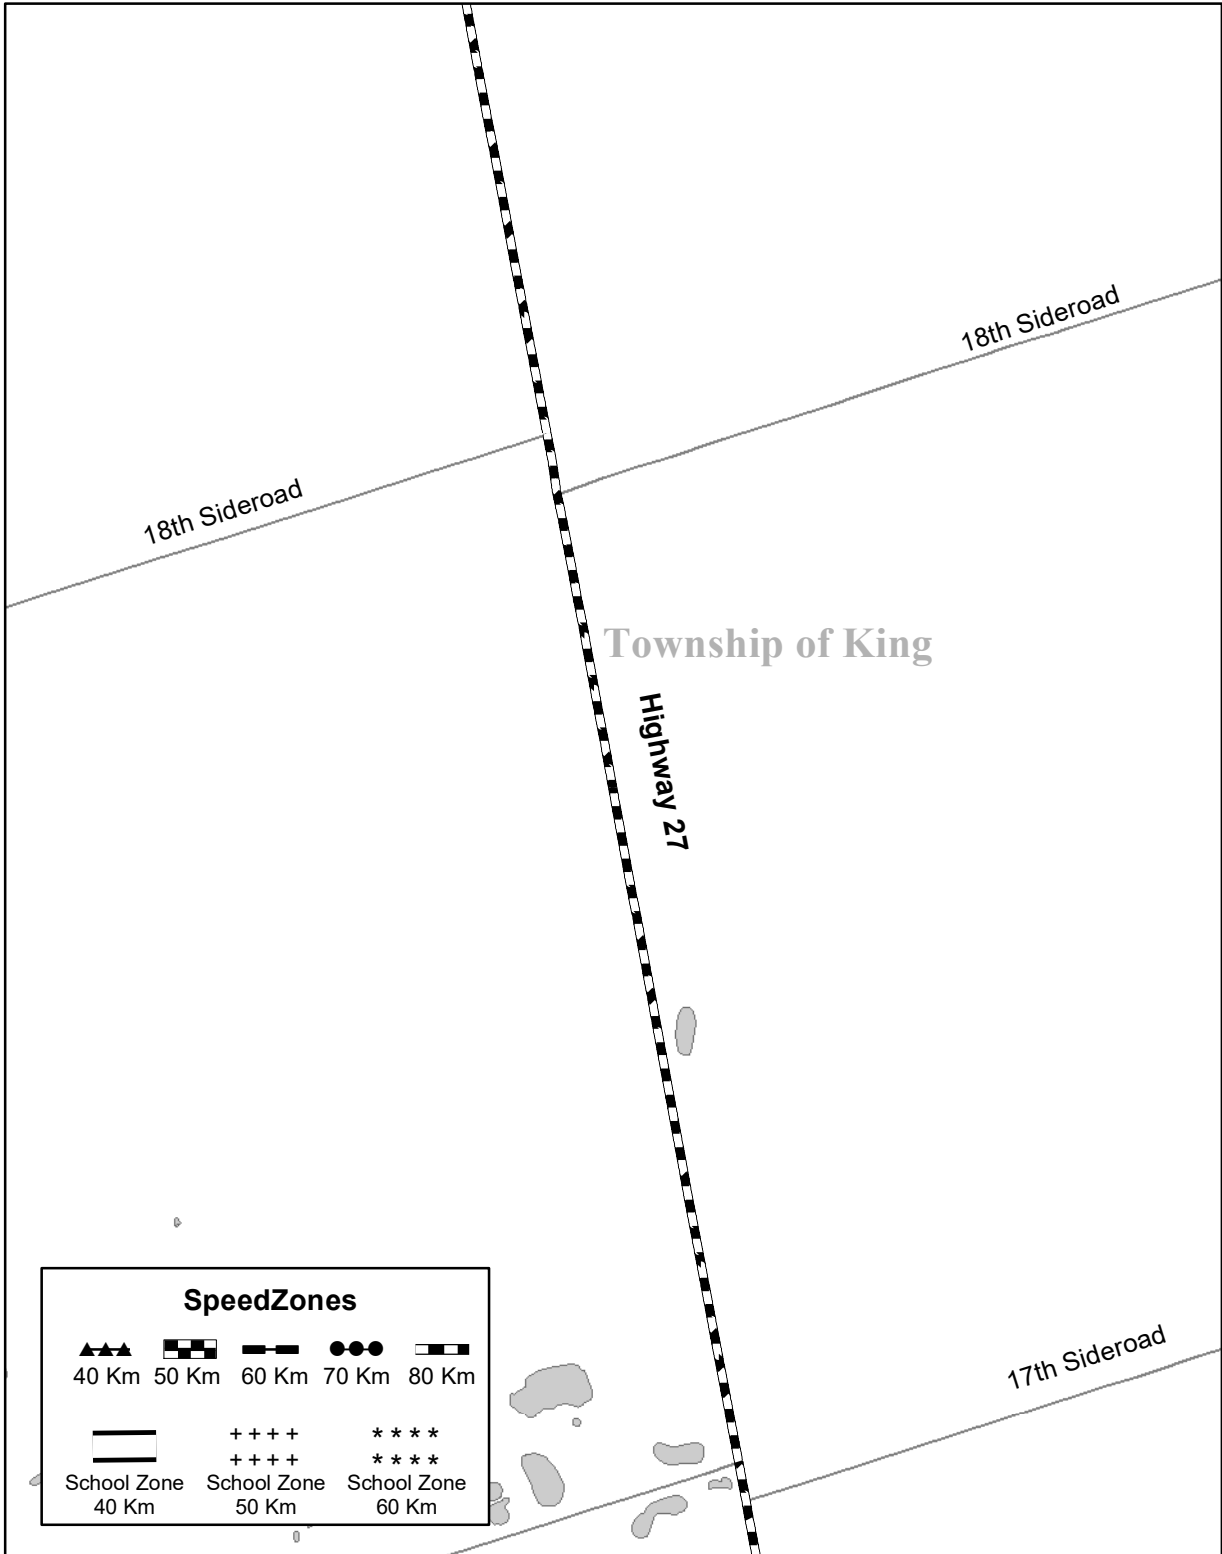 18th Sideroad
18th Sideroad
Township of King
Highway 27
17th Sideroad
SpeedZones
40 Km 50 Km 60 Km 70 Km 80 Km
School Zone School Zone School Zone
40 Km 50 Km 60 Km